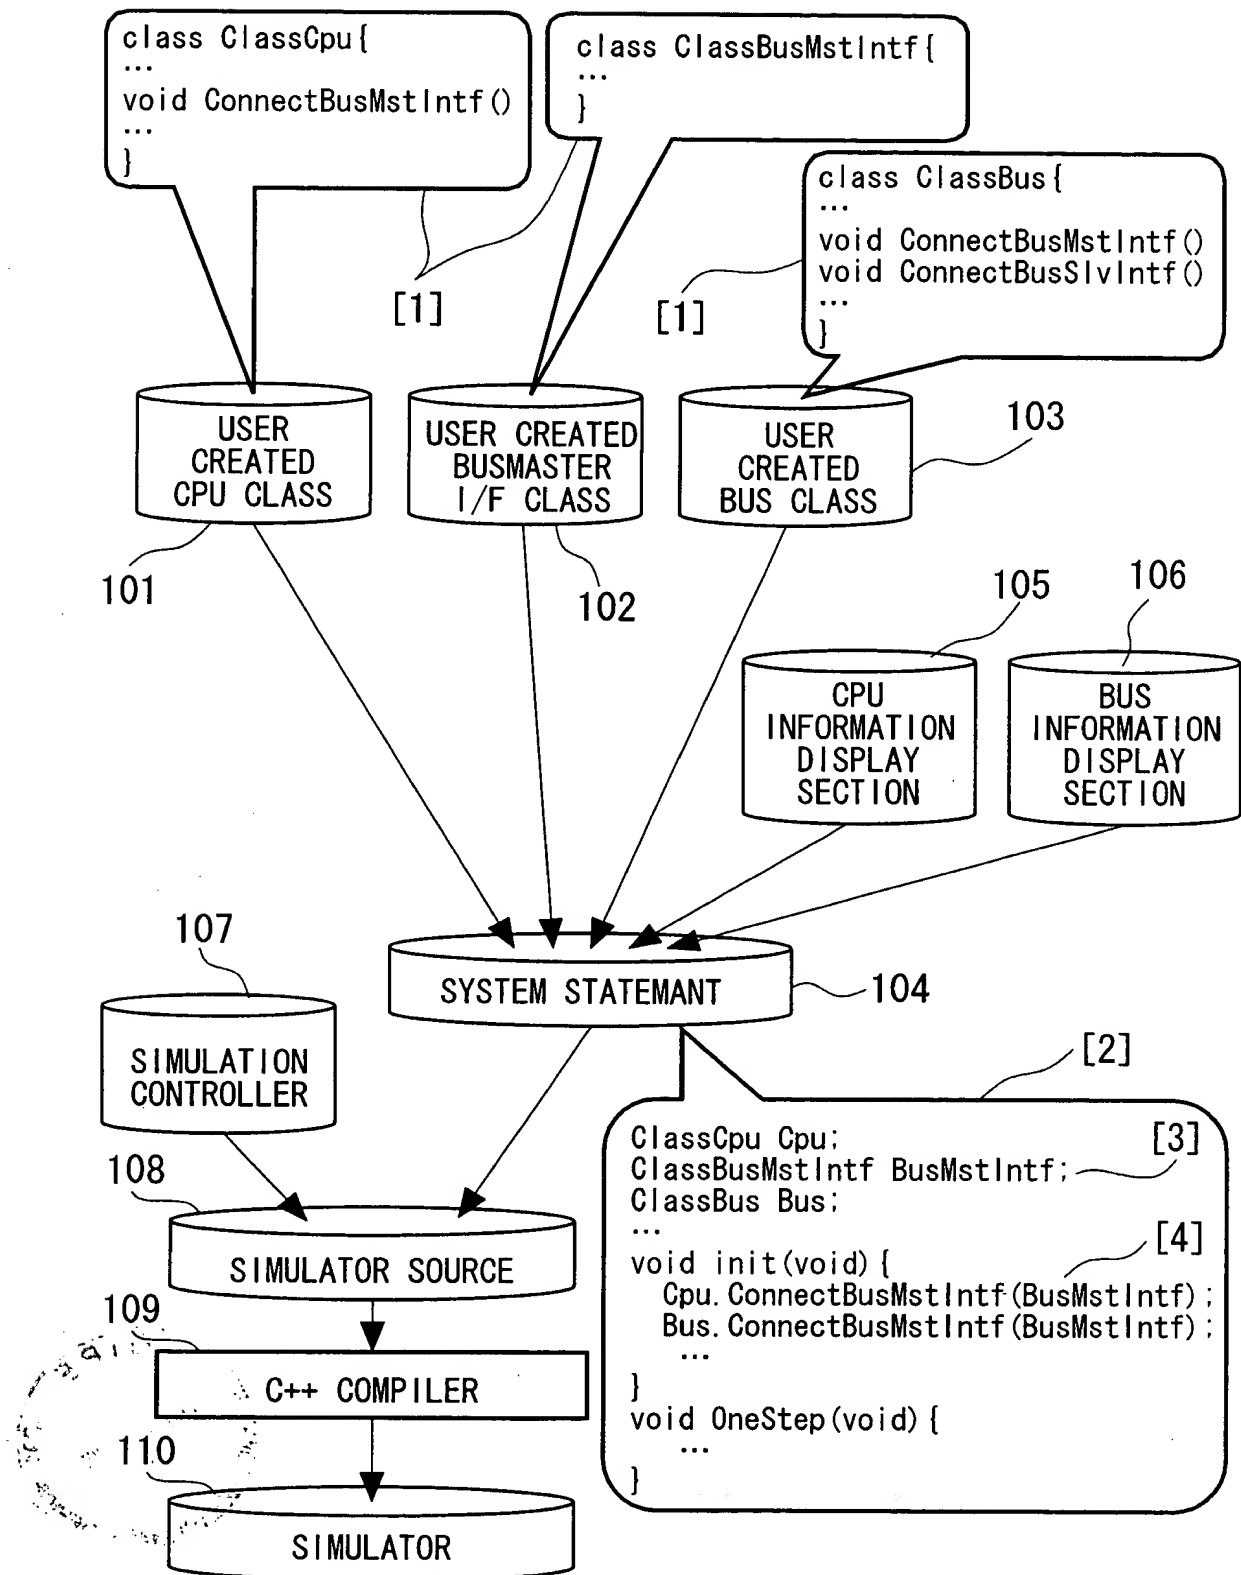 class ClassCpu{
...
void ConnectBusMstIntf()
...
}
class ClassBusMstIntf{
...
}
class ClassBus{
...
void ConnectBusMstIntf()
void ConnectBusSlvIntf()
...
}
[1]
[1]
USER
CREATED
CPU CLASS
USER CREATED
BUSMASTER
I/F CLASS
USER
CREATED
BUS CLASS
103
101
102
105
106
CPU
INFORMATION
DISPLAY
SECTION
BUS
INFORMATION
DISPLAY
SECTION
107
SYSTEM STATEMANT
104
SIMULATION
CONTROLLER
[2]
ClassCpu Cpu;
ClassBusMstIntf BusMstIntf;
ClassBus Bus;
...
void init(void){
Cpu.ConnectBusMstIntf(BusMstIntf);
Bus.ConnectBusMstIntf(BusMstIntf);
...
}
void OneStep(void){
...
}
[3]
[4]
108
SIMULATOR SOURCE
109
C++ COMPILER
110
SIMULATOR